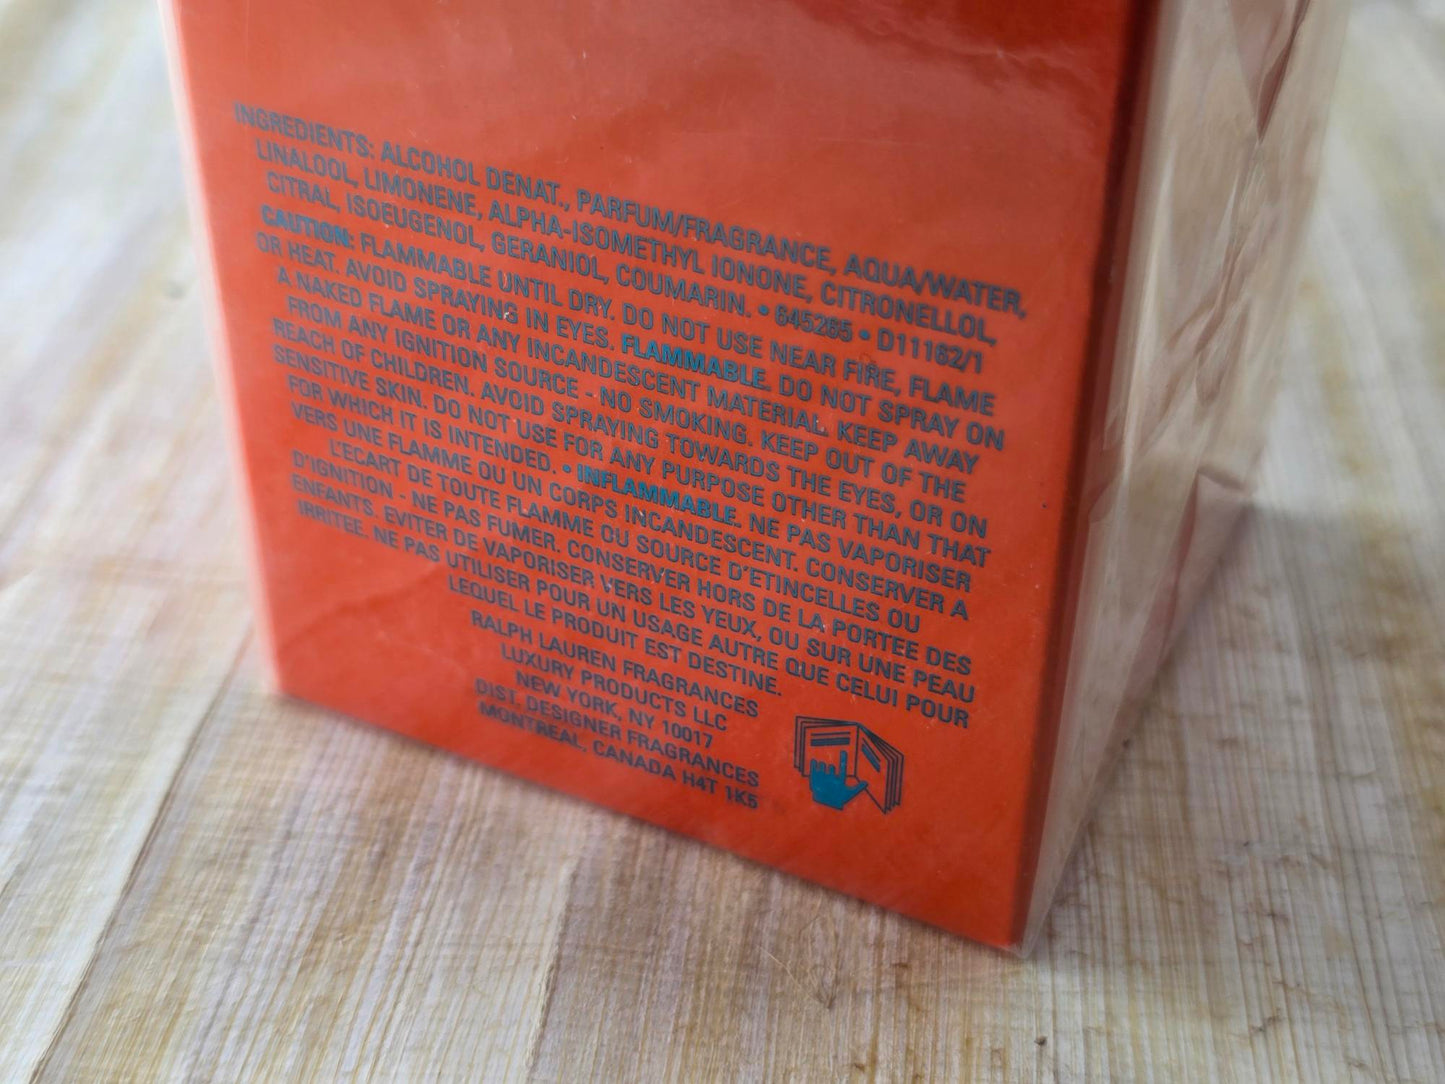 INGREDIENTS: ALCOHOL DENAT., PARFUM/FRAGRANCE, AQUA/WATER,
LINALOOL, LIMONENE, ALPHA-ISOMETHYL IONONE, CITRONELLOL,
CITRAL, ISOEUGENOL, GERANIOL, COUMARIN. • 645285 • D11162/1
CAUTION: FLAMMABLE UNTIL DRY. DO NOT USE NEAR FIRE, FLAME
OR HEAT. AVOID SPRAYING IN EYES. FLAMMABLE. DO NOT SPRAY ON
A NAKED FLAME OR ANY INCANDESCENT MATERIAL. KEEP AWAY
FROM ANY IGNITION SOURCE - NO SMOKING. KEEP OUT OF THE
REACH OF CHILDREN. AVOID SPRAYING TOWARDS THE EYES, OR ON
SENSITIVE SKIN. DO NOT USE FOR ANY PURPOSE OTHER THAN THAT
FOR WHICH IT IS INTENDED. • INFLAMMABLE. NE PAS VAPORISER
VERS UNE FLAMME OU UN CORPS INCANDESCENT. CONSERVER A
L'ECART DE TOUTE FLAMME OU SOURCE D'ETINCELLES OU
D'IGNITION - NE PAS FUMER. CONSERVER HORS DE LA PORTEE DES
ENFANTS. EVITER DE VAPORISER VERS LES YEUX, OU SUR UNE PEAU
IRRITEE. NE PAS UTILISER POUR UN USAGE AUTRE QUE CELUI POUR
LEQUEL LE PRODUIT EST DESTINE.
RALPH LAUREN FRAGRANCES
LUXURY PRODUCTS LLC
NEW YORK, NY 10017
DIST. DESIGNER FRAGRANCES
MONTREAL, CANADA H4T 1K5